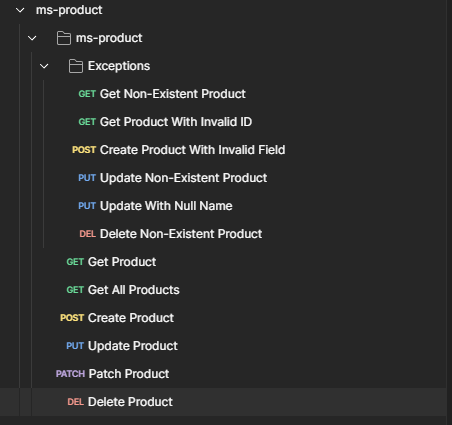 ms-product
ms-product
Exceptions
GET Get Non-Existent Product
GET Get Product With Invalid ID
POST Create Product With Invalid Field
PUT Update Non-Existent Product
PUT Update With Null Name
DEL Delete Non-Existent Product
GET Get Product
GET Get All Products
POST Create Product
PUT Update Product
PATCH Patch Product
DEL Delete Product